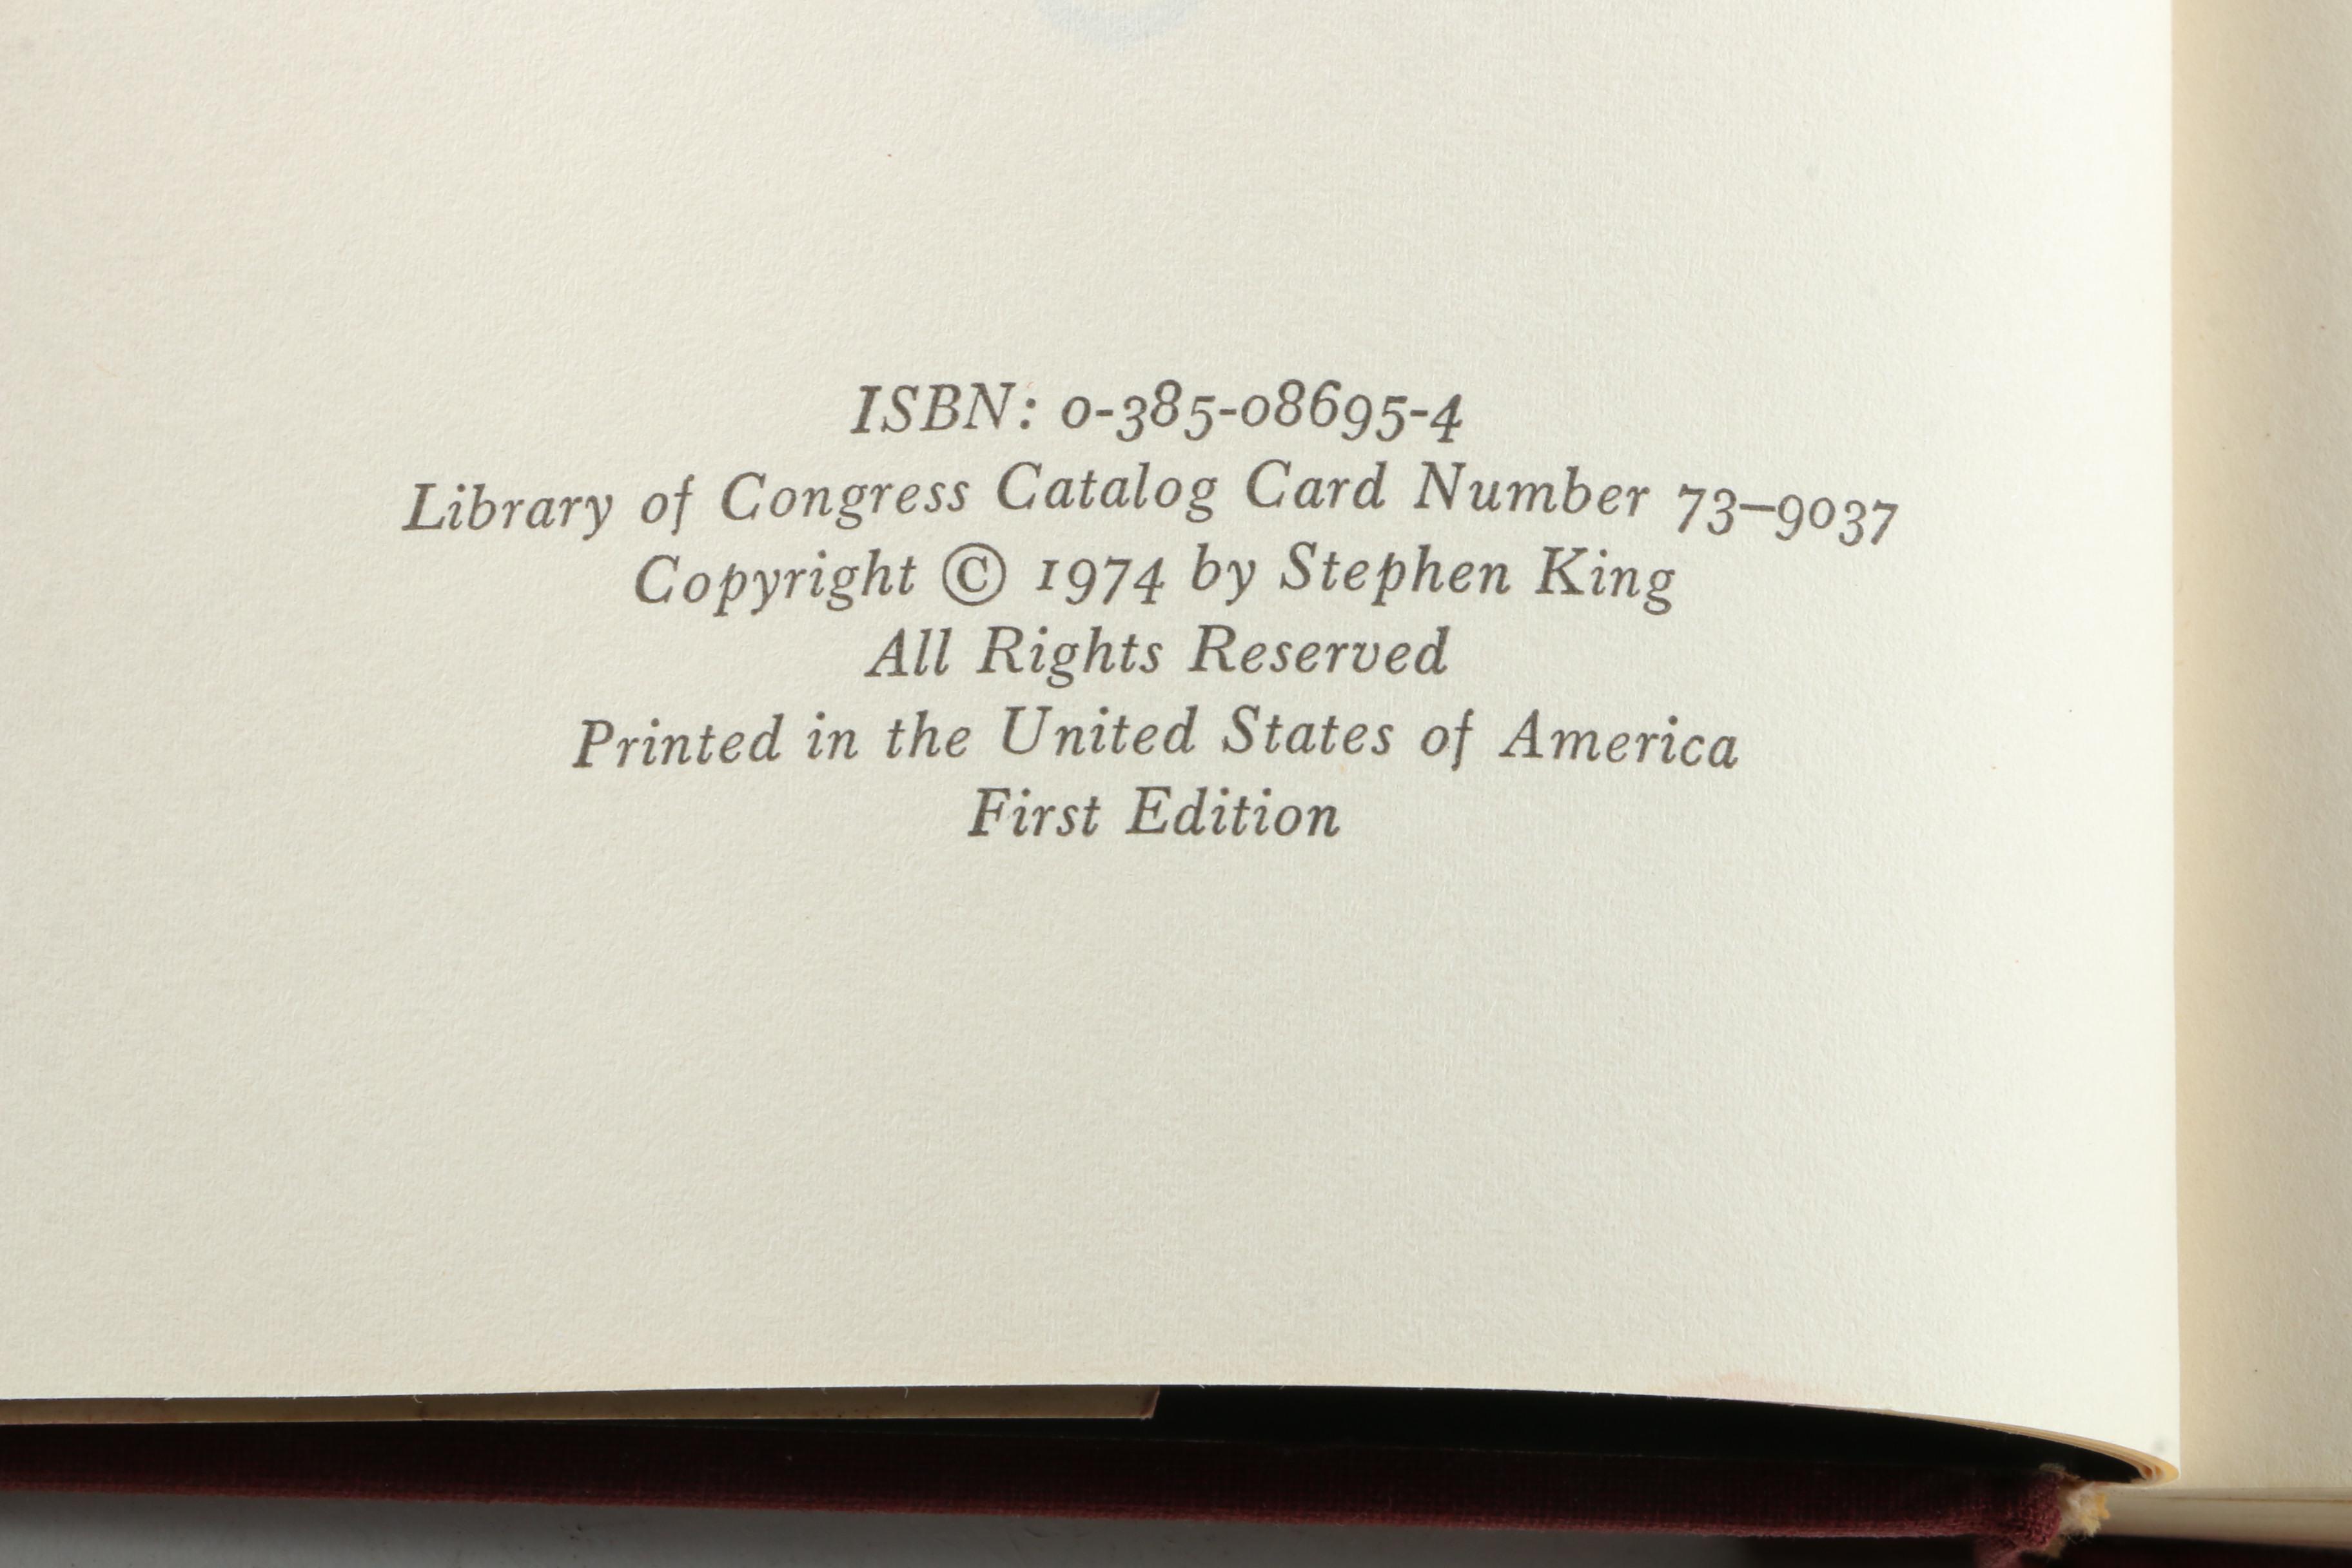 ISBN: 0-385-08695-4
Library of Congress Catalog Card Number 73–9037
Copyright © 1974 by Stephen King
All Rights Reserved
Printed in the United States of America
First Edition